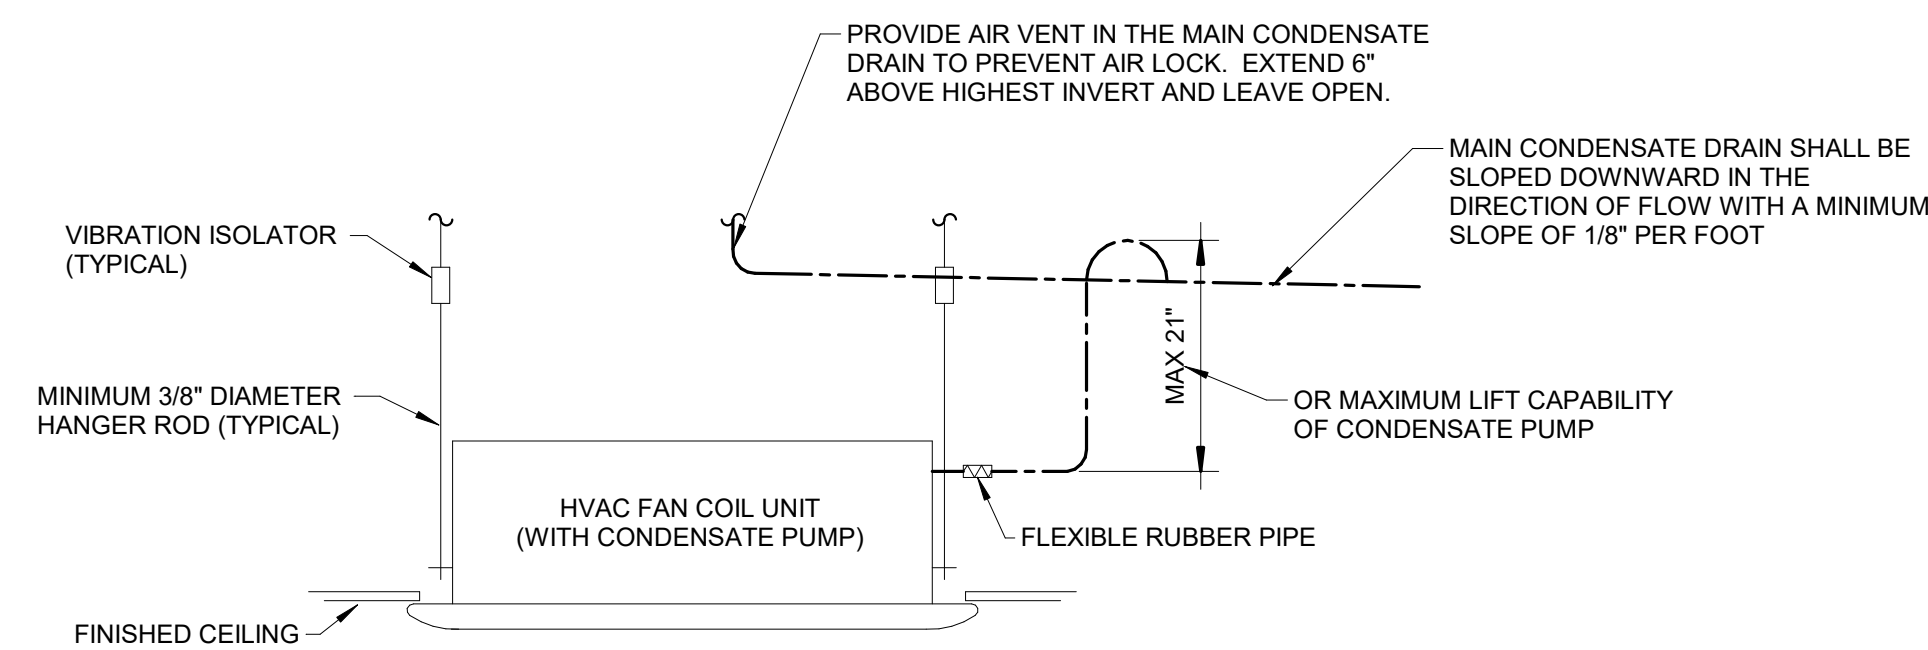 PROVIDE AIR VENT IN THE MAIN CONDENSATE
DRAIN TO PREVENT AIR LOCK.  EXTEND 6"
ABOVE HIGHEST INVERT AND LEAVE OPEN.
MAIN CONDENSATE DRAIN SHALL BE
SLOPED DOWNWARD IN THE
DIRECTION OF FLOW WITH A MINIMUM
SLOPE OF 1/8" PER FOOT
VIBRATION ISOLATOR
(TYPICAL)
MAX 21"
MINIMUM 3/8" DIAMETER
HANGER ROD (TYPICAL)
OR MAXIMUM LIFT CAPABILITY
OF CONDENSATE PUMP
HVAC FAN COIL UNIT
(WITH CONDENSATE PUMP)
FLEXIBLE RUBBER PIPE
FINISHED CEILING